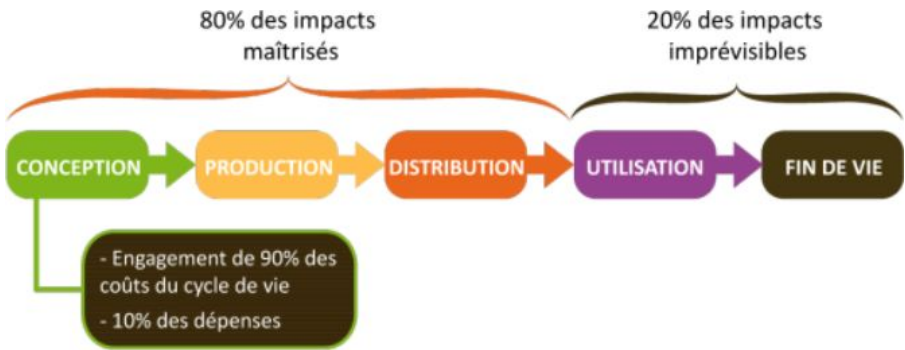 80% des impacts
maîtrisés
20% des impacts
imprévisibles
CONCEPTION
PRODUCTION
DISTRIBUTION
UTILISATION
FIN DE VIE
- Engagement de 90% des
coûts du cycle de vie
- 10% des dépenses